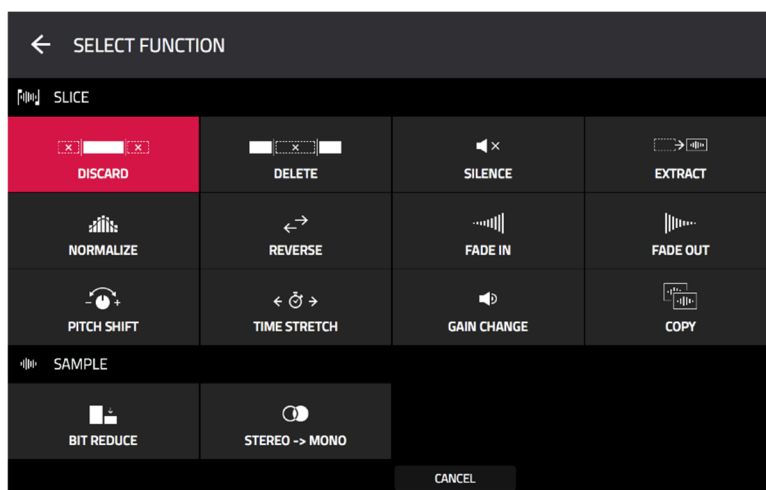 SELECT FUNCTION
SLICE
DISCARD
DELETE
SILENCE
EXTRACT
NORMALIZE
REVERSE
FADE IN
FADE OUT
PITCH SHIFT
TIME STRETCH
GAIN CHANGE
COPY
SAMPLE
BIT REDUCE
STEREO -> MONO
CANCEL